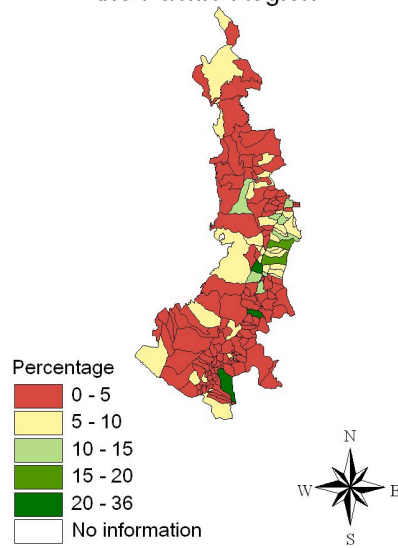 Percentage
0 - 5
5 - 10
10 - 15
15 - 20
20 - 36
No information
N
W E
S